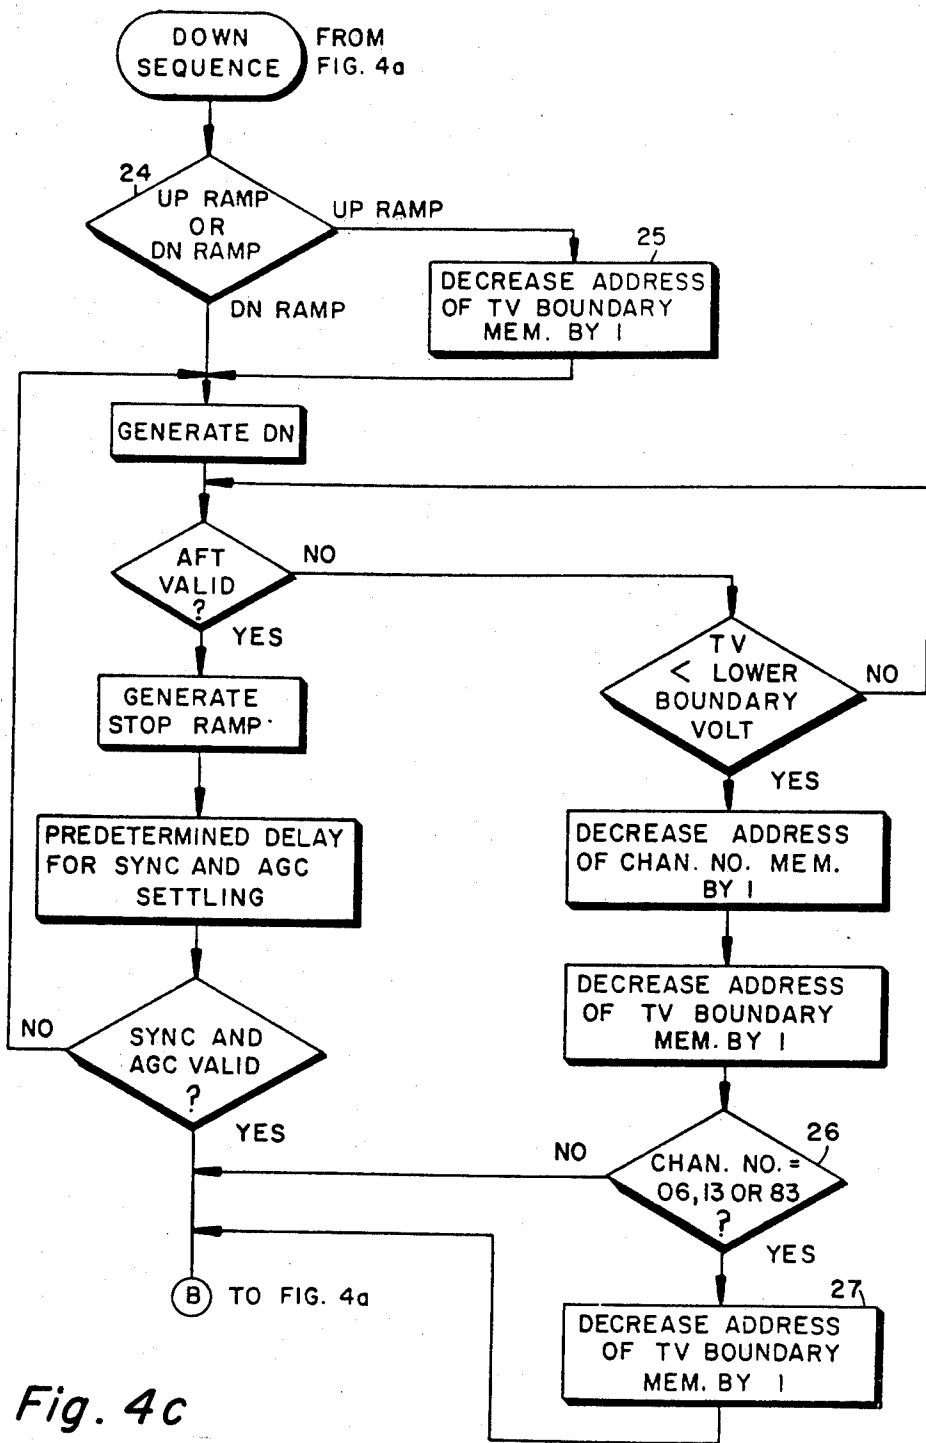 DOWN
SEQUENCE
FROM
FIG. 4a
24
UP RAMP
OR
DN RAMP
UP RAMP
DN RAMP
25
DECREASE ADDRESS
OF TV BOUNDARY
MEM. BY 1
GENERATE DN
AFT
VALID
?
NO
YES
TV
< LOWER
BOUNDARY
VOLT
NO
YES
GENERATE
STOP RAMP
PREDETERMINED DELAY
FOR SYNC AND AGC
SETTLING
DECREASE ADDRESS
OF CHAN. NO. MEM.
BY 1
DECREASE ADDRESS
OF TV BOUNDARY
MEM. BY 1
NO
SYNC AND
AGC VALID
?
YES
NO
26
CHAN. NO. =
06, 13 OR 83
?
YES
B TO FIG. 4a
27
DECREASE ADDRESS
OF TV BOUNDARY
MEM. BY 1
Fig. 4c